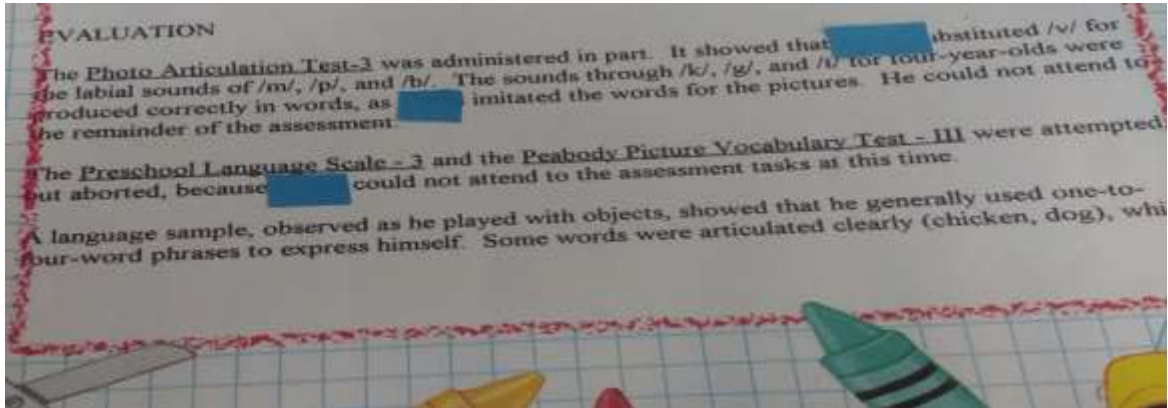 EVALUATION
The Photo Articulation Test-3 was administered in part. It showed that bstituted /v/ for
the labial sounds of /m/, /p/, and /b/. The sounds through /k/, /g/, and /f/ for four-year-olds were
produced correctly in words, as imitated the words for the pictures. He could not attend to
the remainder of the assessment.
The Preschool Language Scale - 3 and the Peabody Picture Vocabulary Test - III were attempted,
but aborted, because could not attend to the assessment tasks at this time.
A language sample, observed as he played with objects, showed that he generally used one-to-
four-word phrases to express himself. Some words were articulated clearly (chicken, dog), whi